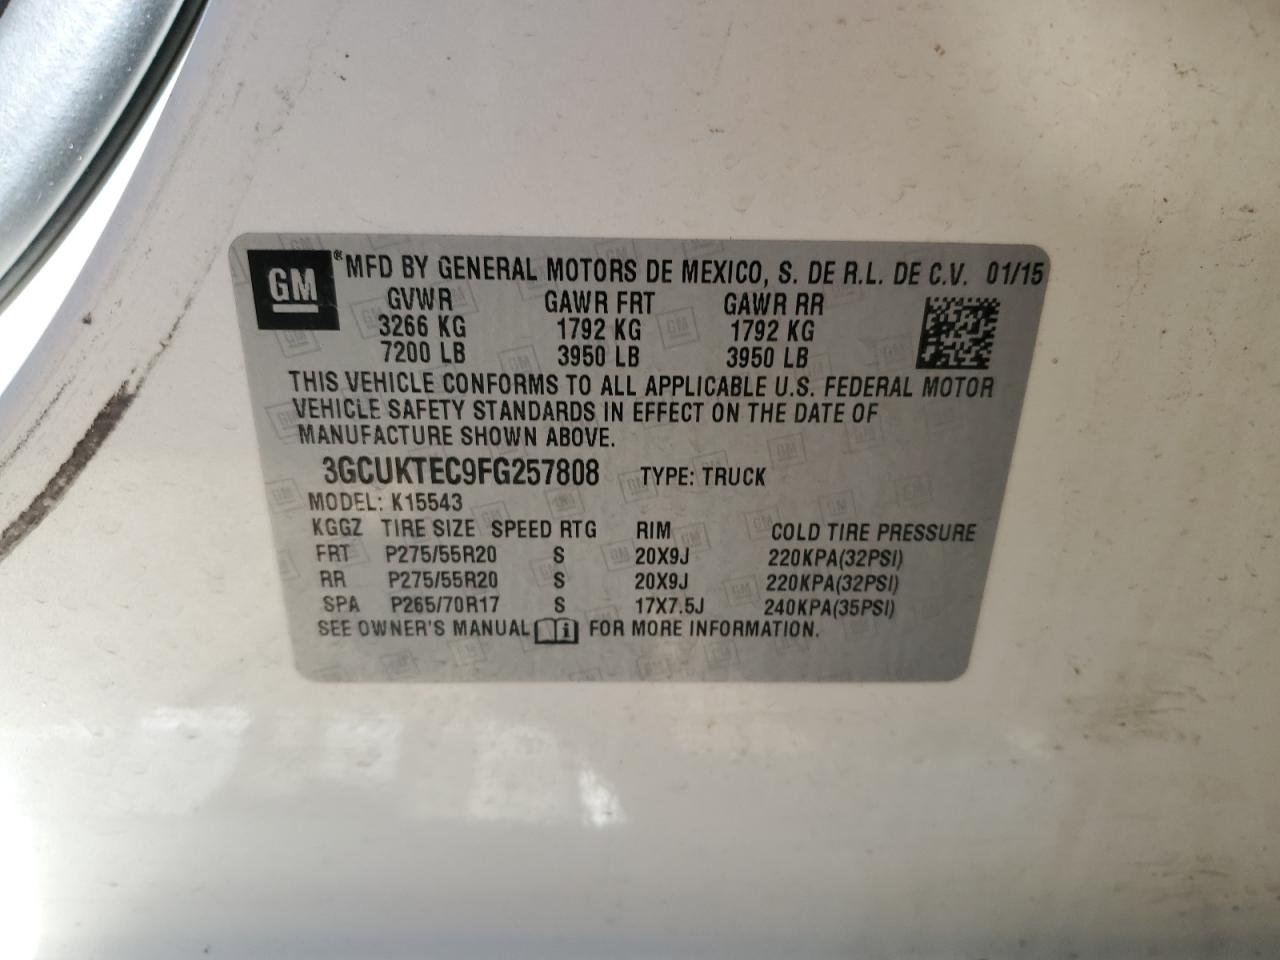 GM ® MFD BY GENERAL MOTORS DE MEXICO, S. DE R.L. DE C.V. 01/15
GVWR GAWR FRT GAWR RR
3266 KG 1792 KG 1792 KG
7200 LB 3950 LB 3950 LB
THIS VEHICLE CONFORMS TO ALL APPLICABLE U.S. FEDERAL MOTOR
VEHICLE SAFETY STANDARDS IN EFFECT ON THE DATE OF
MANUFACTURE SHOWN ABOVE.
3GCUKTEC9FG257808 TYPE: TRUCK
MODEL: K15543
KGGZ TIRE SIZE SPEED RTG RIM COLD TIRE PRESSURE
FRT P275/55R20 S 20X9J 220KPA(32PSI)
RR P275/55R20 S 20X9J 220KPA(32PSI)
SPA P265/70R17 S 17X7.5J 240KPA(35PSI)
SEE OWNER'S MANUAL i FOR MORE INFORMATION.